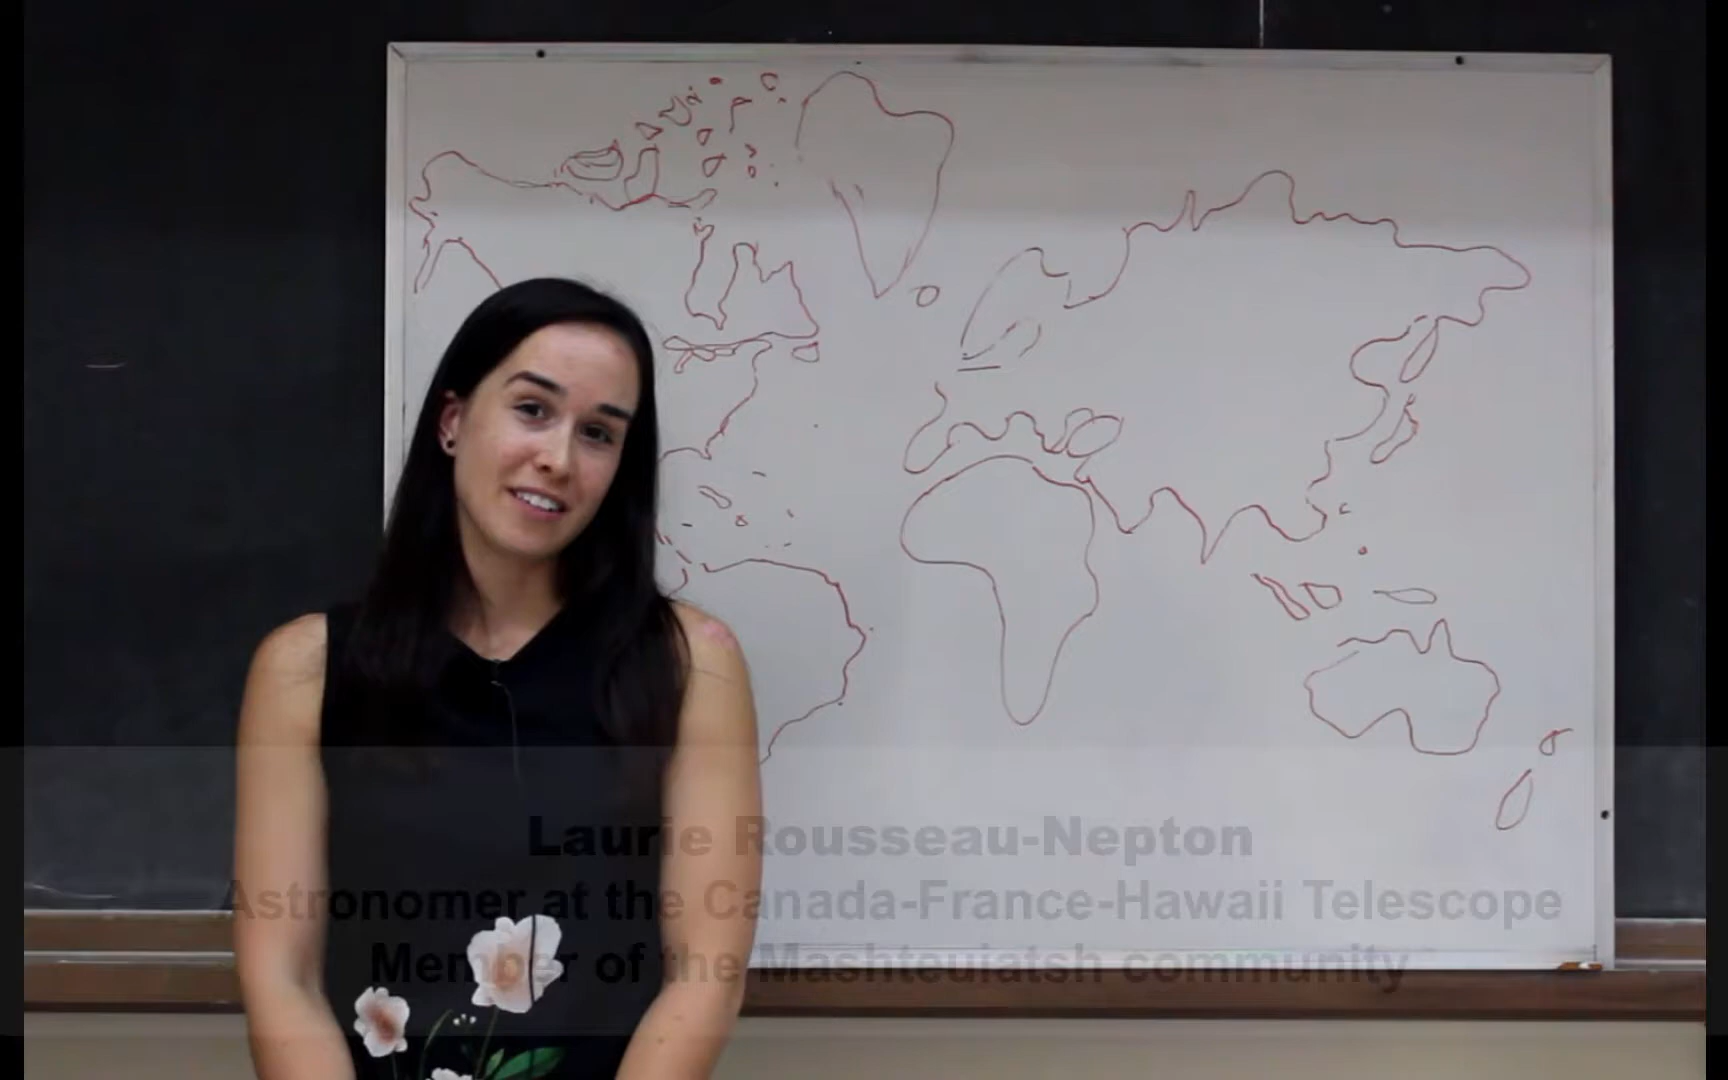 Laurie Rousseau-Nepton
Astronomer at the Canada-France-Hawaii Telescope
Member of the Mashteuiatsh community